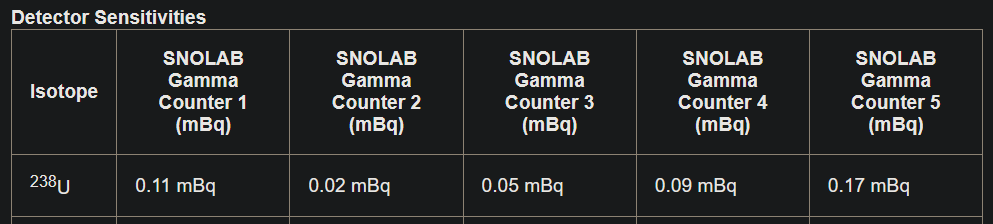 Detector Sensitivities
Isotope
SNOLAB
Gamma
Counter 1
(mBq)
SNOLAB
Gamma
Counter 2
(mBq)
SNOLAB
Gamma
Counter 3
(mBq)
SNOLAB
Gamma
Counter 4
(mBq)
SNOLAB
Gamma
Counter 5
(mBq)
²³⁸U
0.11 mBq
0.02 mBq
0.05 mBq
0.09 mBq
0.17 mBq